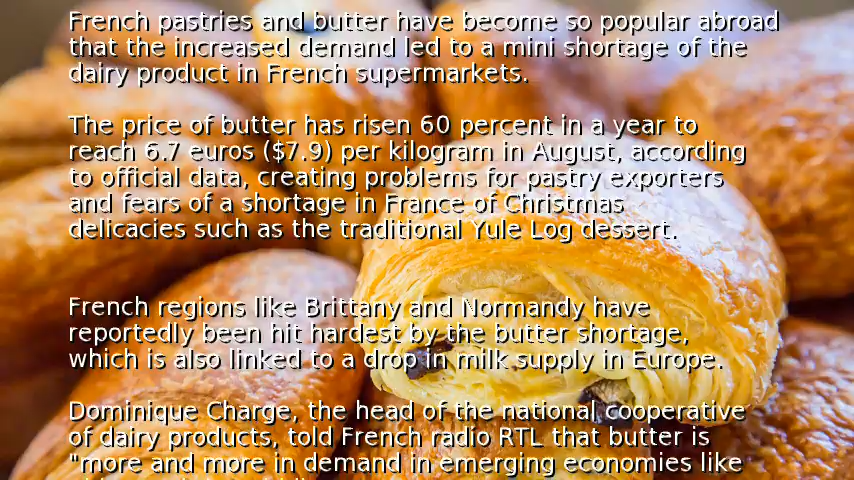 French pastries and butter have become so popular abroad
that the increased demand led to a mini shortage of the
dairy product in French supermarkets.
The price of butter has risen 60 percent in a year to
reach 6.7 euros ($7.9) per kilogram in August, according
to official data, creating problems for pastry exporters
and fears of a shortage in France of Christmas
delicacies such as the traditional Yule Log dessert.
French regions like Brittany and Normandy have
reportedly been hit hardest by the butter shortage,
which is also linked to a drop in milk supply in Europe.
Dominique Charge, the head of the national cooperative
of dairy products, told French radio RTL that butter is
"more and more in demand in emerging economies like